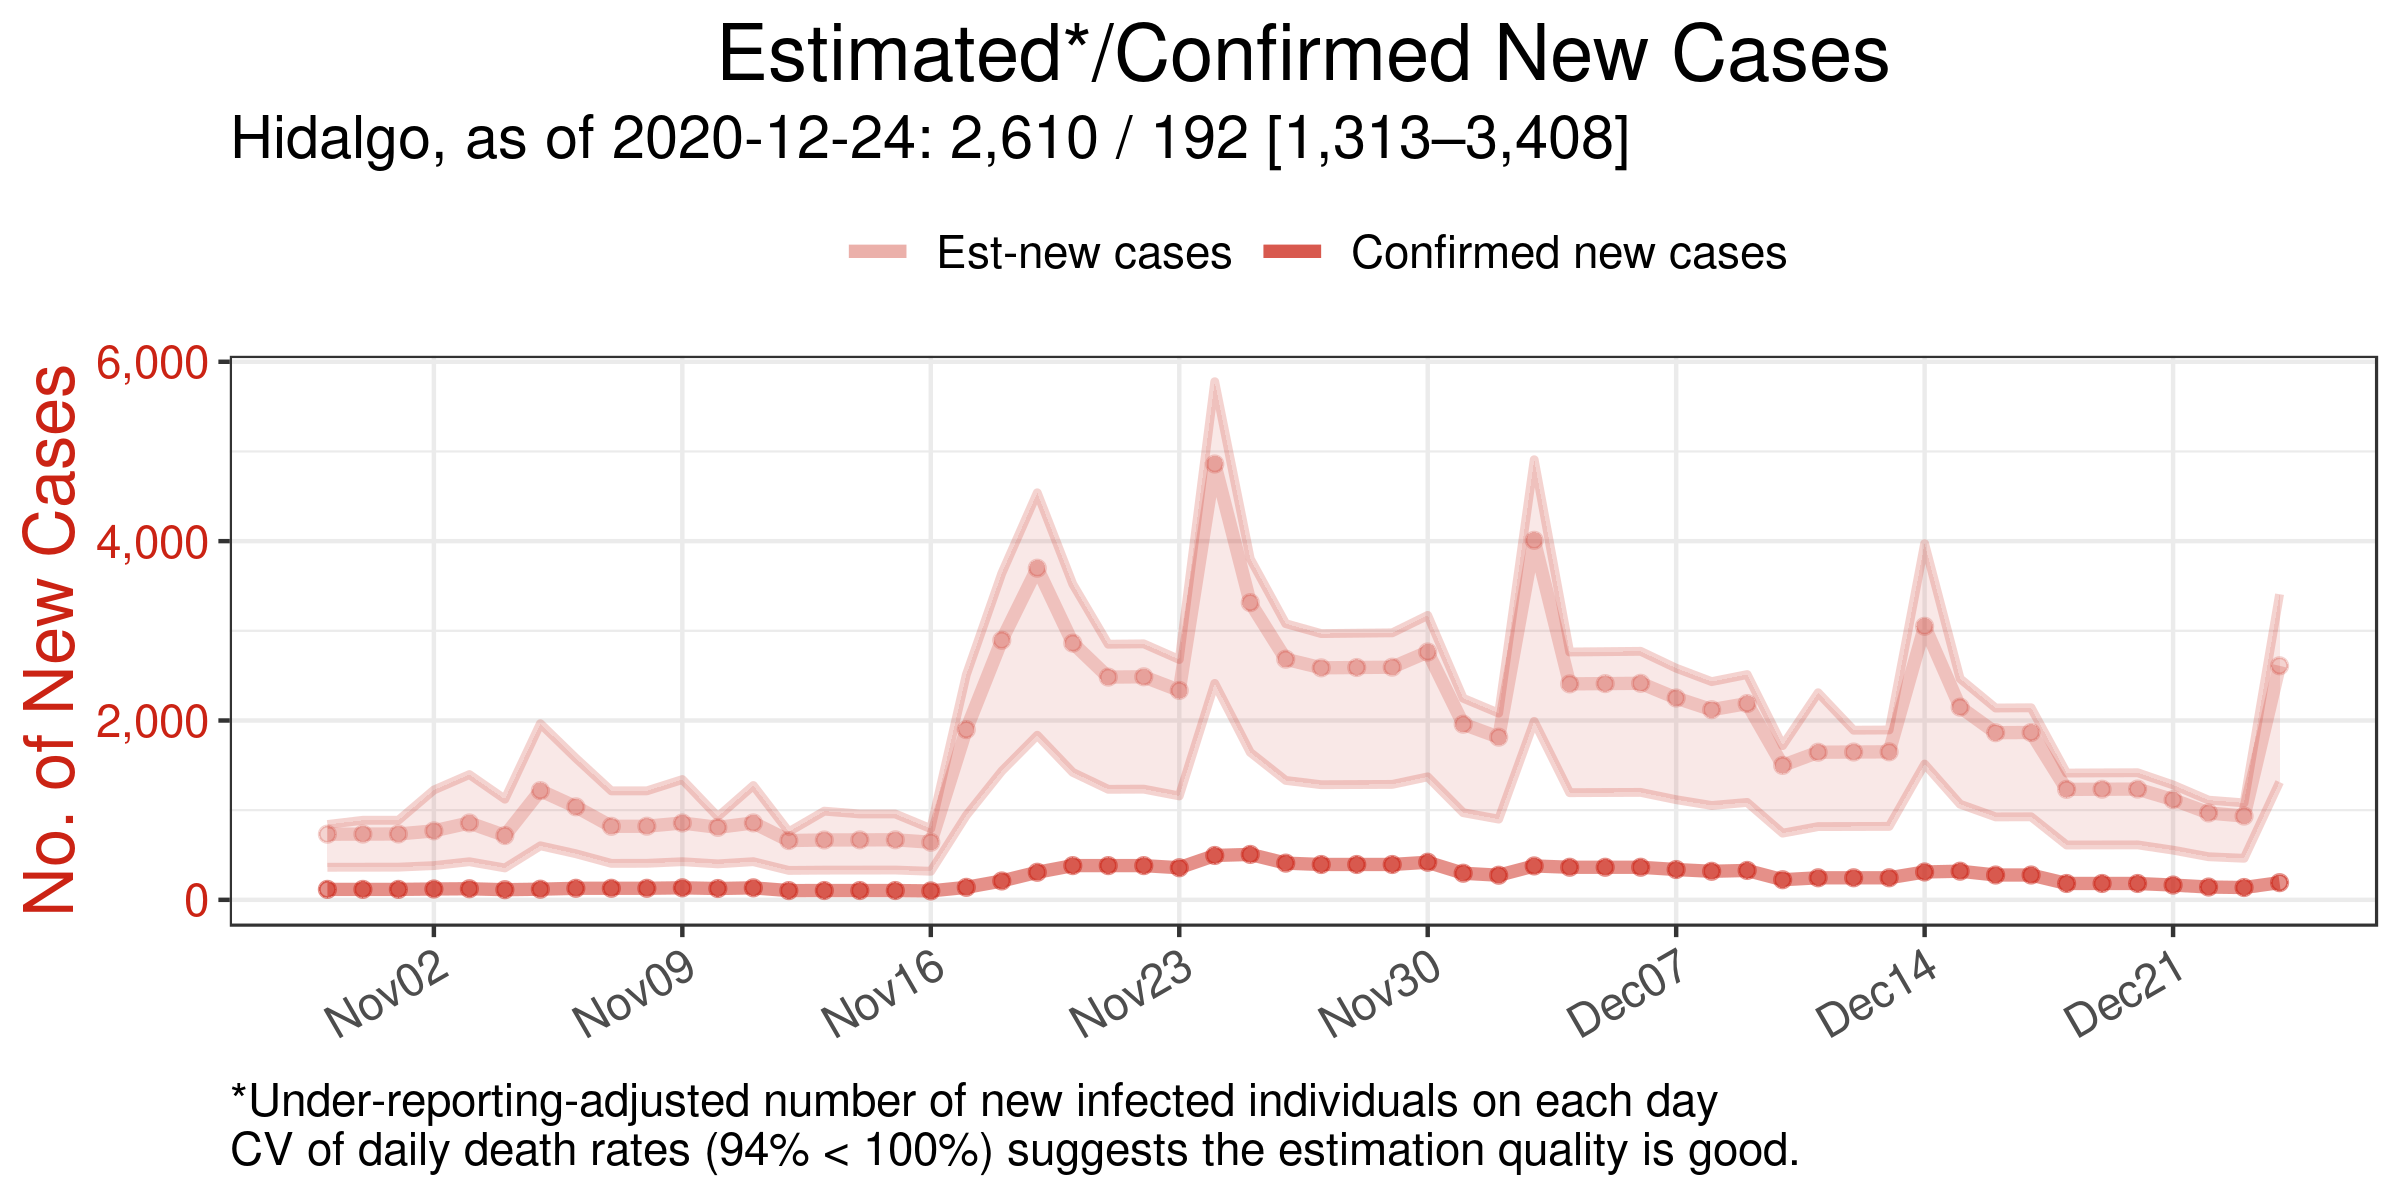 Estimated*/Confirmed New Cases
Hidalgo, as of 2020-12-24: 2,610 / 192 [1,313–3,408]
Est-new cases
Confirmed new cases
No. of New Cases
6,000
4,000
2,000
0
Nov02
Nov09
Nov16
Nov23
Nov30
Dec07
Dec14
Dec21
*Under-reporting-adjusted number of new infected individuals on each day
CV of daily death rates (94% < 100%) suggests the estimation quality is good.